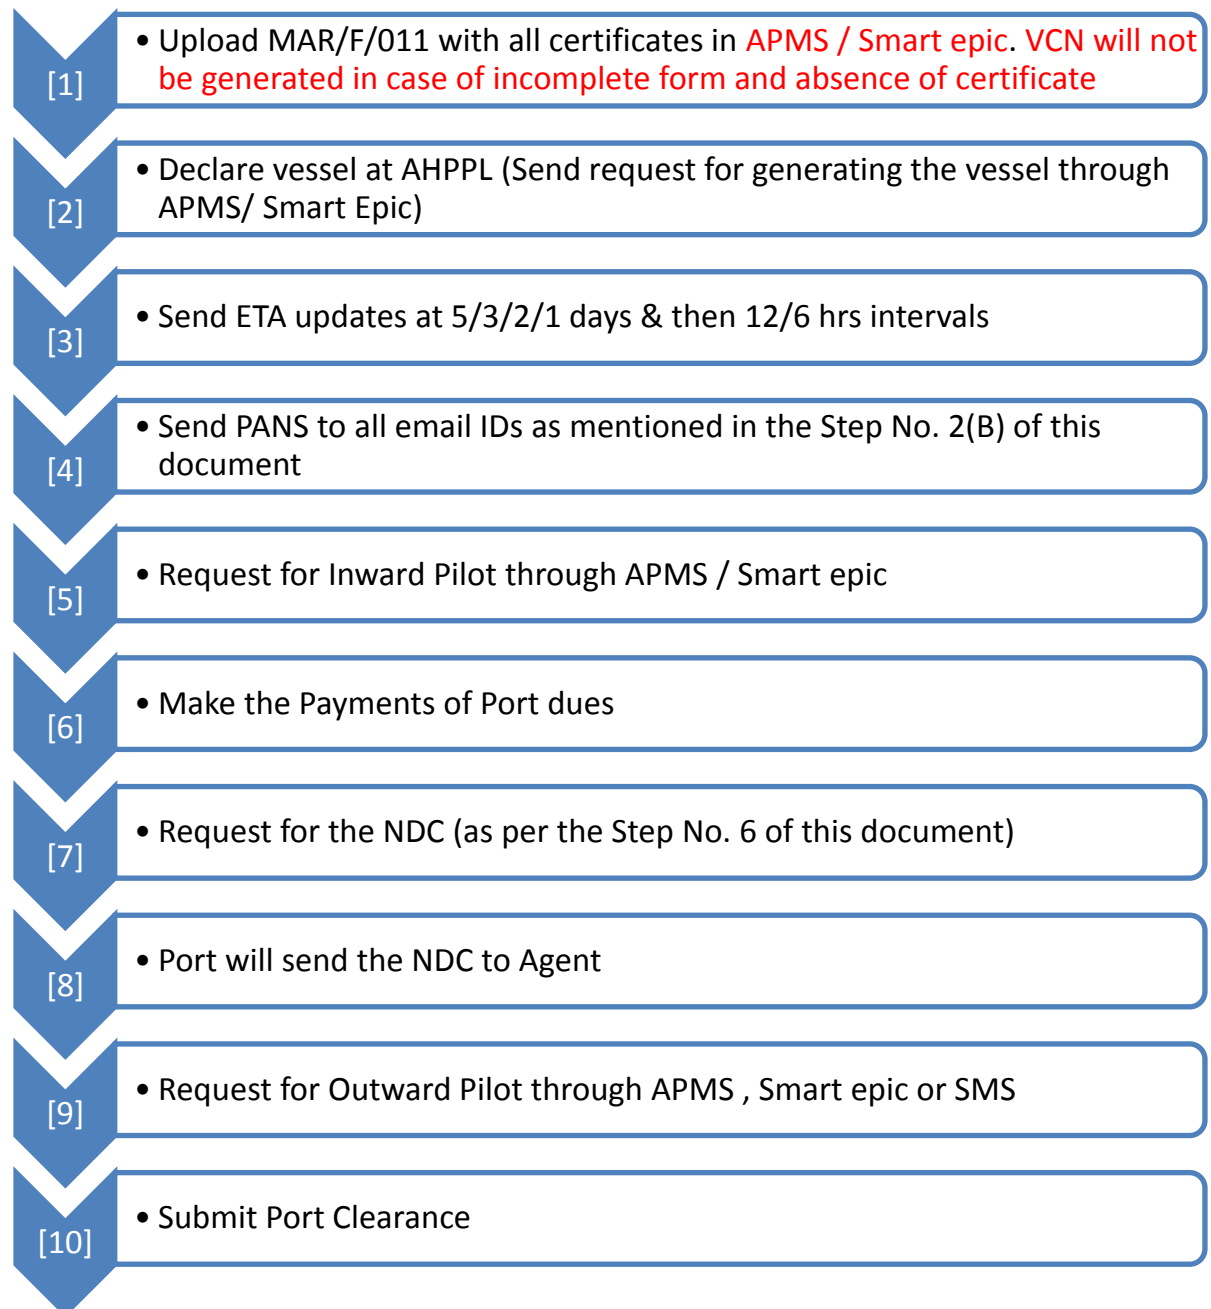 [1]
• Upload MAR/F/011 with all certificates in APMS / Smart epic. VCN will not
be generated in case of incomplete form and absence of certificate
[2]
• Declare vessel at AHPPL (Send request for generating the vessel through
APMS/ Smart Epic)
[3]
• Send ETA updates at 5/3/2/1 days & then 12/6 hrs intervals
[4]
• Send PANS to all email IDs as mentioned in the Step No. 2(B) of this
document
[5]
• Request for Inward Pilot through APMS / Smart epic
[6]
• Make the Payments of Port dues
[7]
• Request for the NDC (as per the Step No. 6 of this document)
[8]
• Port will send the NDC to Agent
[9]
• Request for Outward Pilot through APMS , Smart epic or SMS
[10]
• Submit Port Clearance